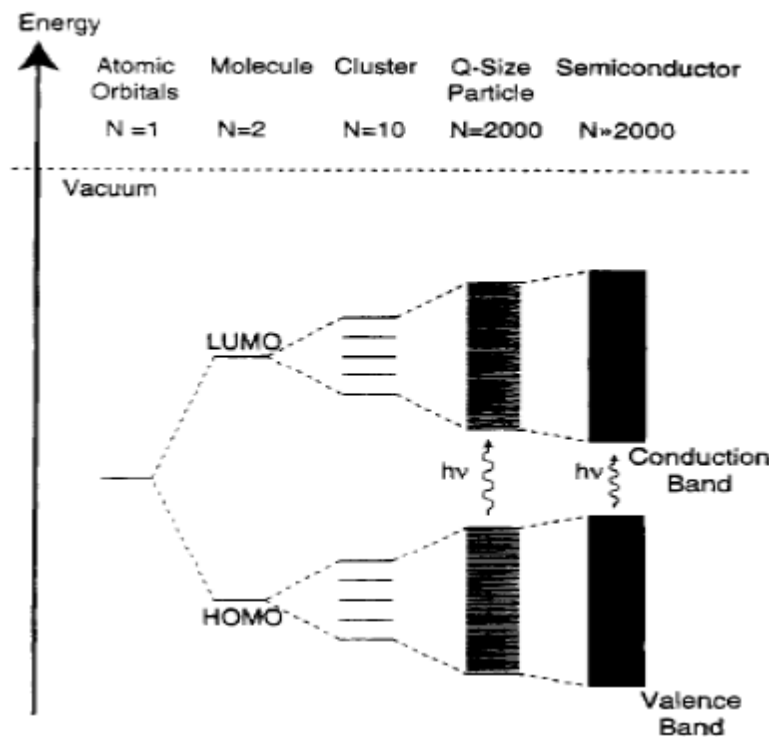 Energy
Atomic Orbitals
N =1
Molecule
N=2
Cluster
N=10
Q-Size Particle
N=2000
Semiconductor
N»2000
Vacuum
LUMO
HOMO
hν
hν
Conduction Band
Valence Band